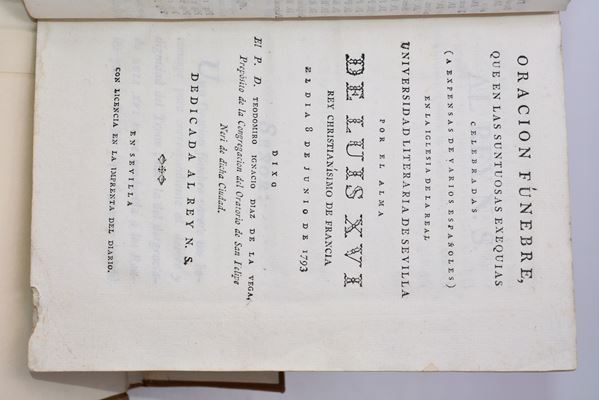 ORACION FÚNEBRE,
QUE EN LAS SUNTUOSAS EXEQUIAS
CELEBRADAS
(A EXPENSAS DE VARIOS ESPAÑOLES)
EN LA IGLESIA DE LA REAL
UNIVERSIDAD LITERARIA DE SEVILLA
POR EL ALMA
DE LUIS XVI
REY CHRISTIANÍSIMO DE FRANCIA
EL DIA 8 DE JUNIO DE 1793
DIXO
El P. D. TEODOMIRO IGNACIO DIAZ DE LA VEGA,
Prepósito de la Congregacion del Oratorio de San Felipe
Neri de dicha Ciudad.
DEDICADA AL REY N. S.
EN SEVILLA
CON LICENCIA EN LA IMPRENTA DEL DIARIO.